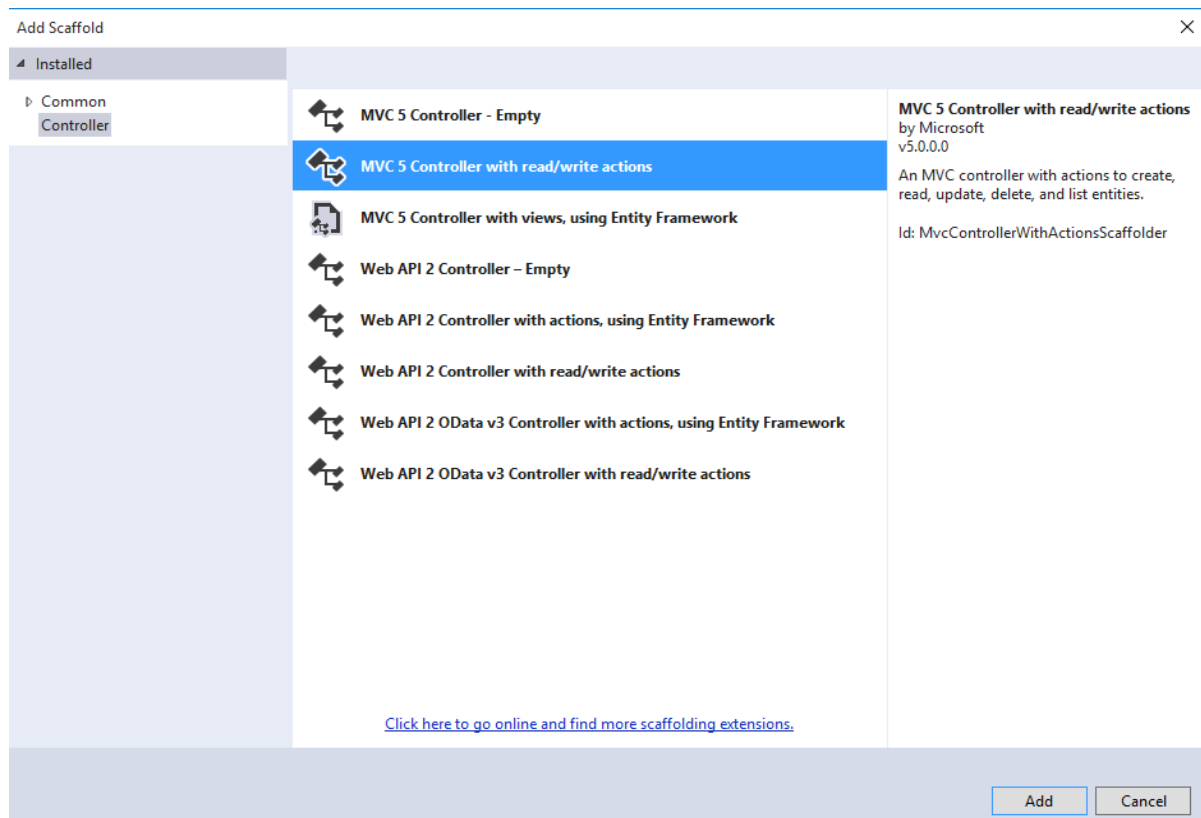 Add Scaffold
Installed
Common
Controller
MVC 5 Controller - Empty
MVC 5 Controller with read/write actions
MVC 5 Controller with views, using Entity Framework
Web API 2 Controller – Empty
Web API 2 Controller with actions, using Entity Framework
Web API 2 Controller with read/write actions
Web API 2 OData v3 Controller with actions, using Entity Framework
Web API 2 OData v3 Controller with read/write actions
Click here to go online and find more scaffolding extensions.
MVC 5 Controller with read/write actions
by Microsoft
v5.0.0.0
An MVC controller with actions to create,
read, update, delete, and list entities.
Id: MvcControllerWithActionsScaffolder
Add
Cancel